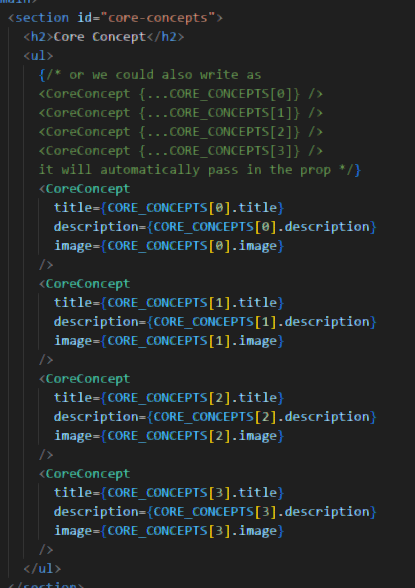 main>
<section id="core-concepts">
<h2>Core Concept</h2>
<ul>
{/* or we could also write as
<CoreConcept {...CORE_CONCEPTS[0]} />
<CoreConcept {...CORE_CONCEPTS[1]} />
<CoreConcept {...CORE_CONCEPTS[2]} />
<CoreConcept {...CORE_CONCEPTS[3]} />
it will automatically pass in the prop */}
<CoreConcept
title={CORE_CONCEPTS[0].title}
description={CORE_CONCEPTS[0].description}
image={CORE_CONCEPTS[0].image}
/>
<CoreConcept
title={CORE_CONCEPTS[1].title}
description={CORE_CONCEPTS[1].description}
image={CORE_CONCEPTS[1].image}
/>
<CoreConcept
title={CORE_CONCEPTS[2].title}
description={CORE_CONCEPTS[2].description}
image={CORE_CONCEPTS[2].image}
/>
<CoreConcept
title={CORE_CONCEPTS[3].title}
description={CORE_CONCEPTS[3].description}
image={CORE_CONCEPTS[3].image}
/>
</ul>
</section>